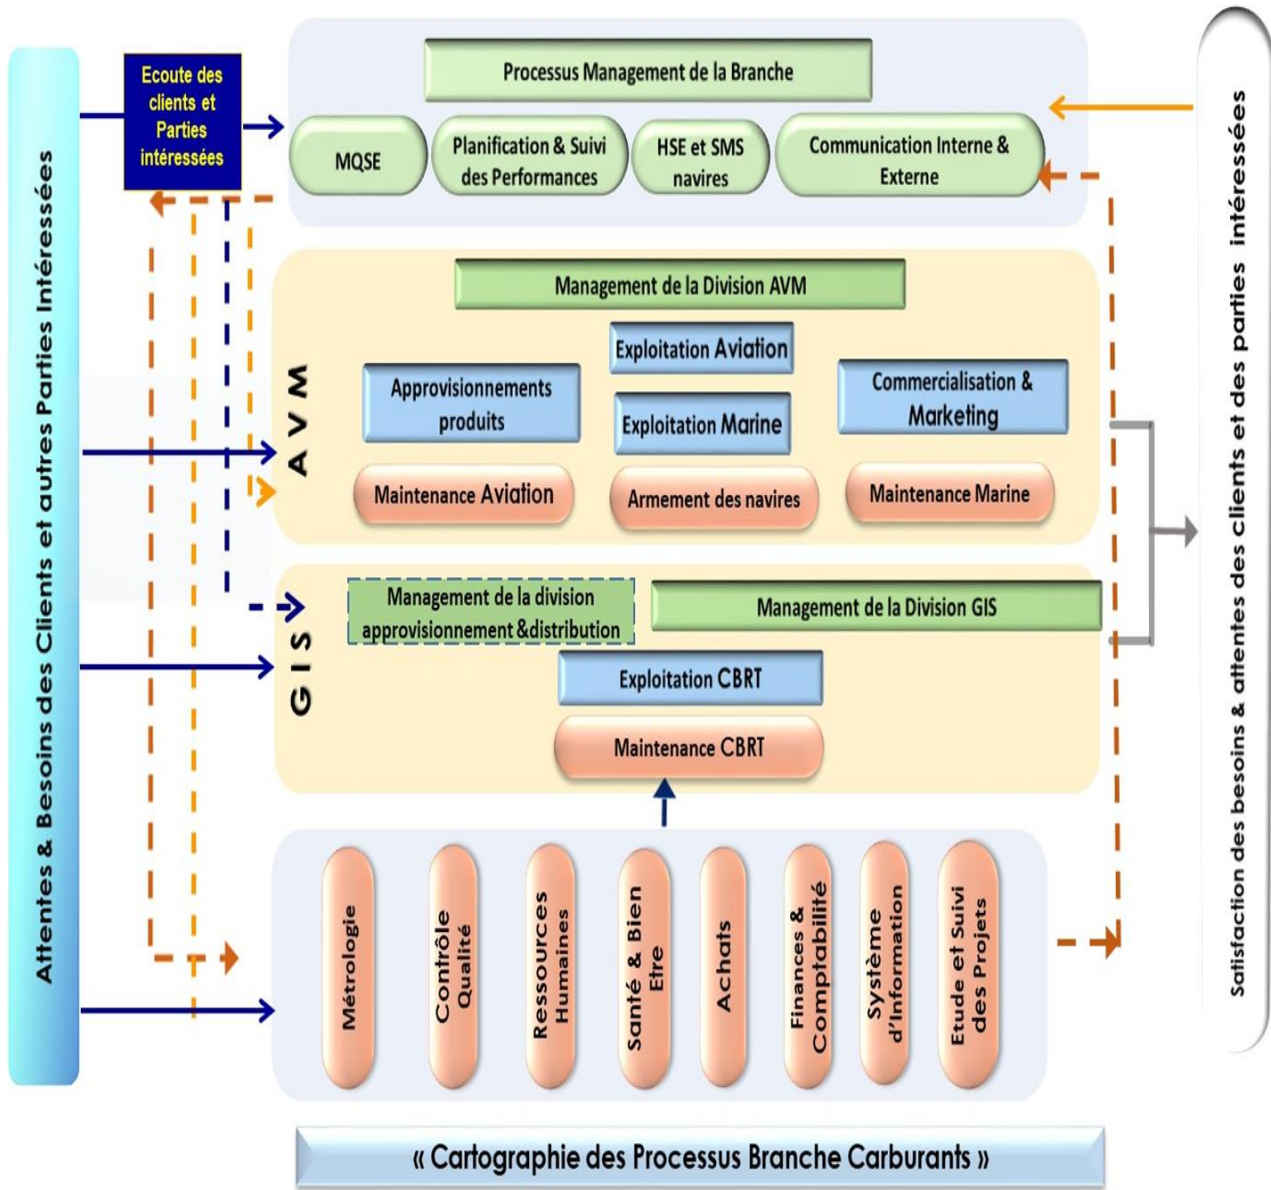 Attentes & Besoins des Clients et autres Parties Intéressées
Ecoute des
clients et
Parties
intéressées
Processus Management de la Branche
MQSE
Planification & Suivi
des Performances
HSE et SMS
navires
Communication Interne &
Externe
AVM
Management de la Division AVM
Exploitation Aviation
Approvisionnements
produits
Exploitation Marine
Commercialisation &
Marketing
Maintenance Aviation
Armement des navires
Maintenance Marine
GIS
Management de la division
approvisionnement &distribution
Management de la Division GIS
Exploitation CBRT
Maintenance CBRT
Métrologie
Contrôle
Qualité
Ressources
Humaines
Santé & Bien
Etre
Achats
Finances &
Comptabilité
Système
d'Information
Etude et Suivi
des Projets
Satisfaction des besoins & attentes des clients et des parties intéressées
« Cartographie des Processus Branche Carburants »